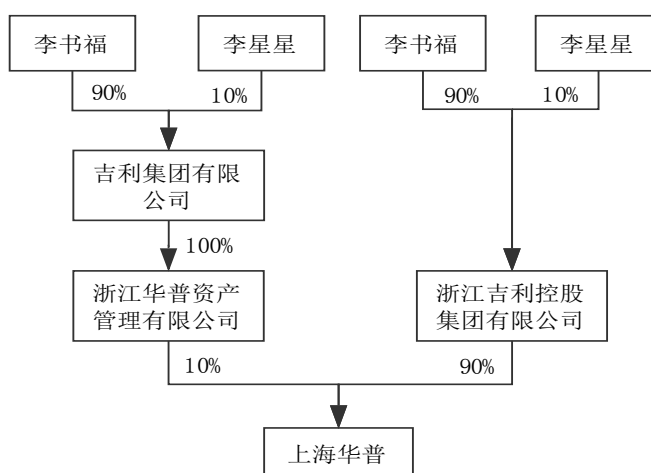 李书福
李星星
李书福
李星星
90%
10%
90%
10%
吉利集团有限
公司
100%
浙江华普资产
管理有限公司
浙江吉利控股
集团有限公司
10%
90%
上海华普